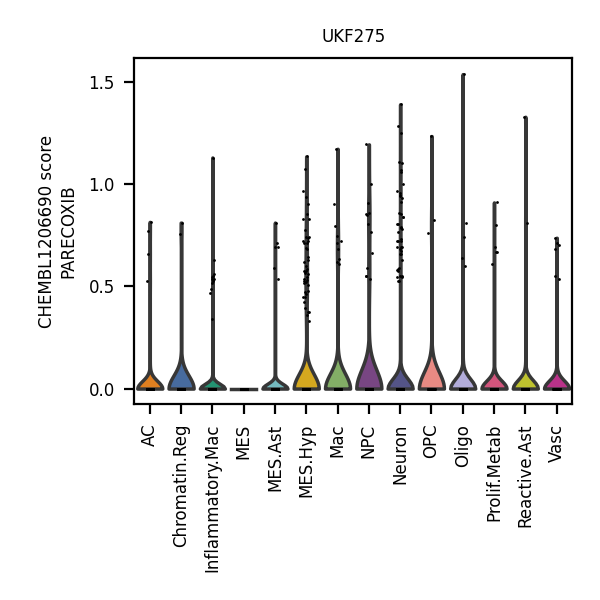 UKF275
CHEMBL1206690 score
PARECOXIB
1.5
1.0
0.5
0.0
AC
Chromatin.Reg
Inflammatory.Mac
MES
MES.Ast
MES.Hyp
Mac
NPC
Neuron
OPC
Oligo
Prolif.Metab
Reactive.Ast
Vasc